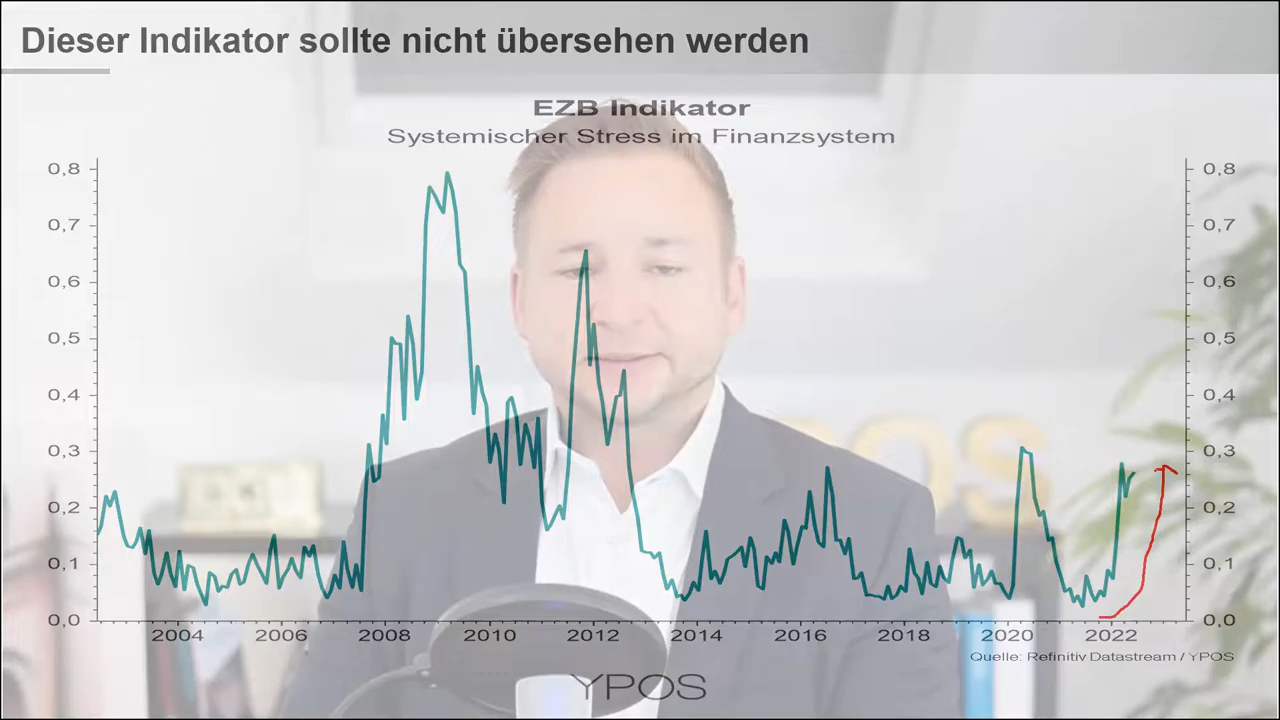 Dieser Indikator sollte nicht übersehen werden
EZB Indikator
Systemischer Stress im Finanzsystem
0,8 0,8
0,7 0,7
0,6 0,6
0,5 0,5
0,4 0,4
0,3 0,3
0,2 0,2
0,1 0,1
0,0 0,0
2004 2006 2008 2010 2012 2014 2016 2018 2020 2022
Quelle: Refinitiv Datastream / YPOS
YPOS